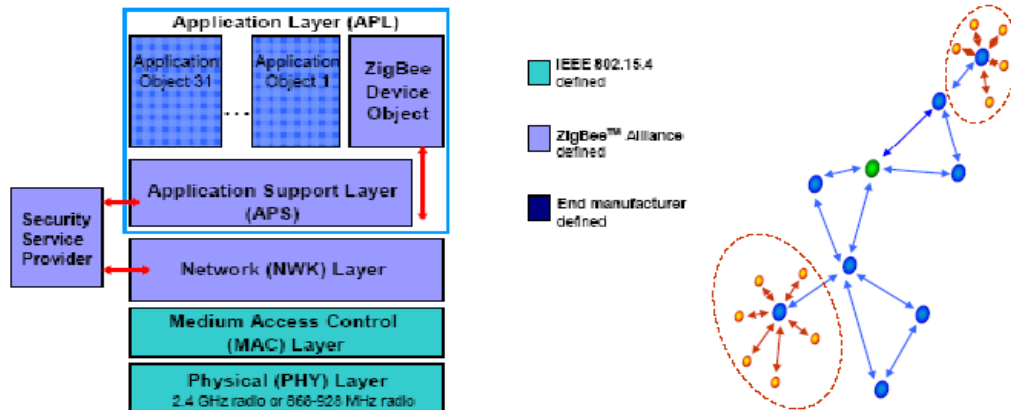 Application Layer (APL)
Application
Object 31
...
Application
Object 1
ZigBee
Device
Object
Application Support Layer
(APS)
Security
Service
Provider
Network (NWK) Layer
Medium Access Control
(MAC) Layer
Physical (PHY) Layer
2.4 GHz radio or 868-928 MHz radio
IEEE 802.15.4
defined
ZigBee™ Alliance
defined
End manufacturer
defined